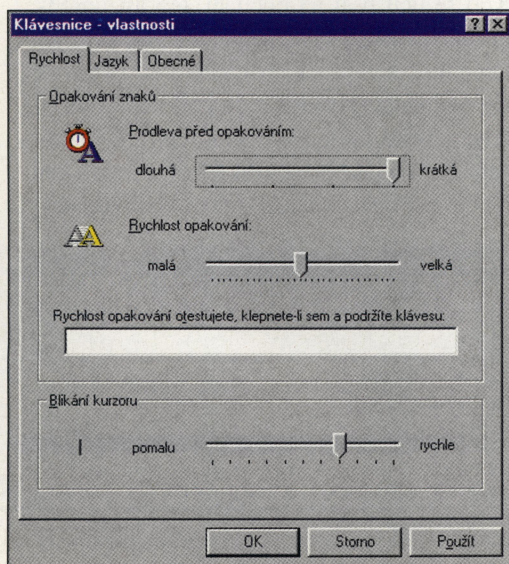 Klávesnice - vlastnosti
Rychlost Jazyk Obecné
Opakování znaků
Prodleva před opakováním:
dlouhá krátká
Rychlost opakování:
malá velká
Rychlost opakování otestujete, klepnete-li sem a podržíte klávesu:
Blikání kurzoru
pomalu rychle
OK Storno Použít